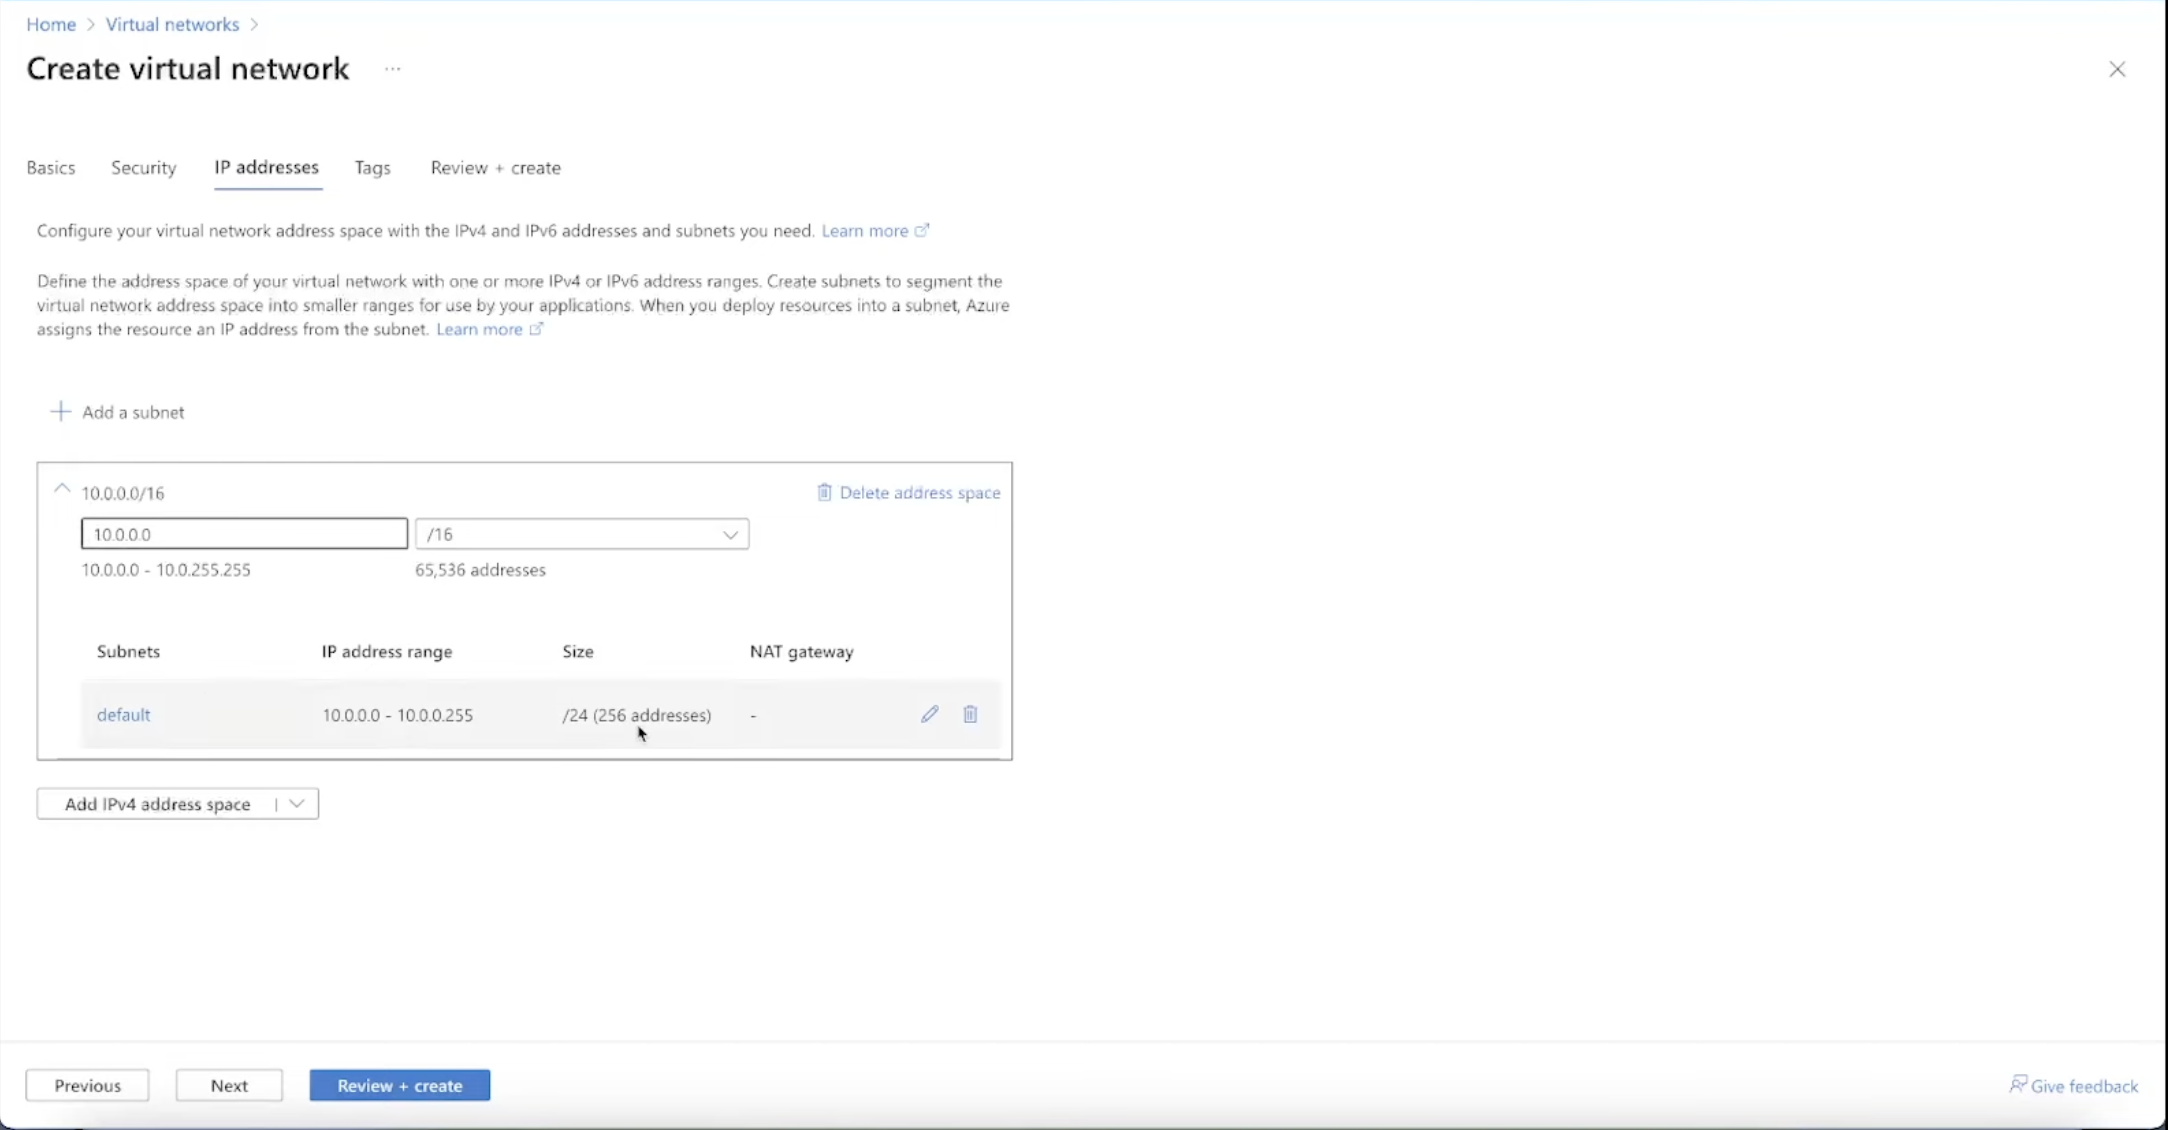 Home > Virtual networks >
Create virtual network ...
Basics Security IP addresses Tags Review + create
Configure your virtual network address space with the IPv4 and IPv6 addresses and subnets you need. Learn more
Define the address space of your virtual network with one or more IPv4 or IPv6 address ranges. Create subnets to segment the
virtual network address space into smaller ranges for use by your applications. When you deploy resources into a subnet, Azure
assigns the resource an IP address from the subnet. Learn more
+ Add a subnet
10.0.0.0/16 Delete address space
10.0.0.0 /16
10.0.0.0 - 10.0.255.255 65,536 addresses
Subnets IP address range Size NAT gateway
default 10.0.0.0 - 10.0.0.255 /24 (256 addresses) -
Add IPv4 address space |
Previous Next Review + create Give feedback